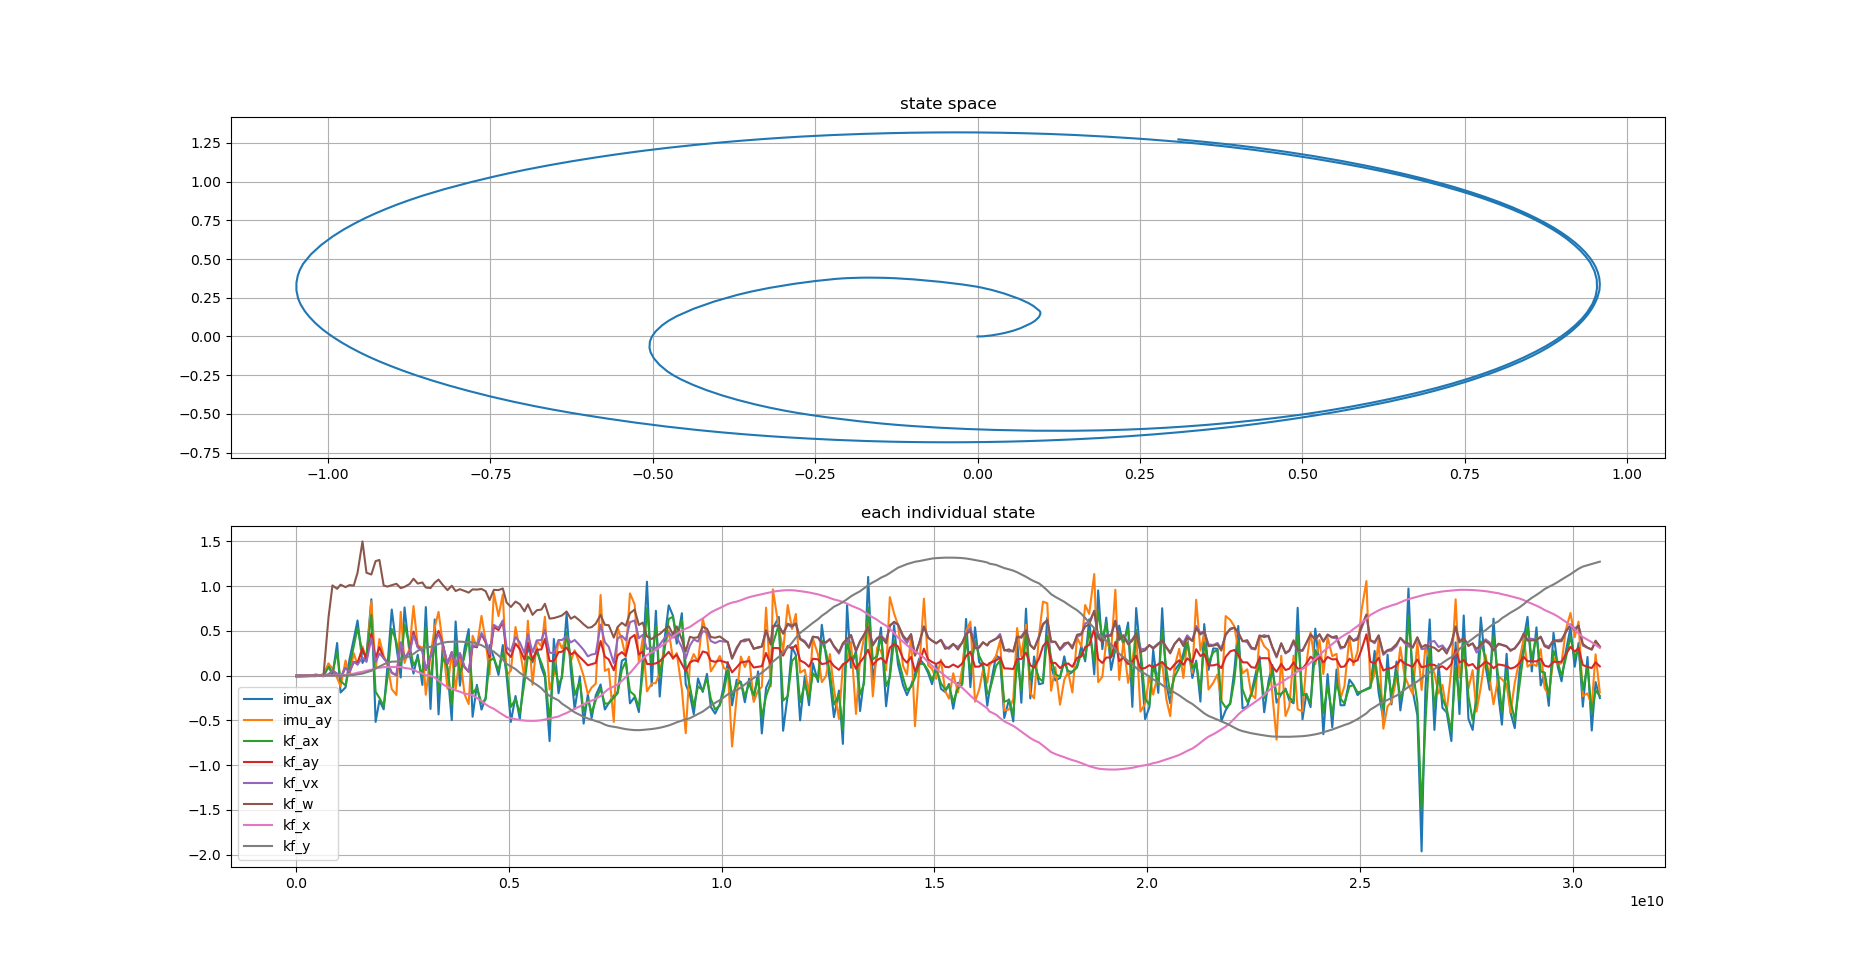 state space
1.25
1.00
0.75
0.50
0.25
0.00
−0.25
−0.50
−0.75
−1.00 −0.75 −0.50 −0.25 0.00 0.25 0.50 0.75 1.00
each individual state
1.5
1.0
0.5
0.0
−0.5
−1.0
−1.5
−2.0
imu_ax
imu_ay
kf_ax
kf_ay
kf_vx
kf_w
kf_x
kf_y
0.0 0.5 1.0 1.5 2.0 2.5 3.0
1e10